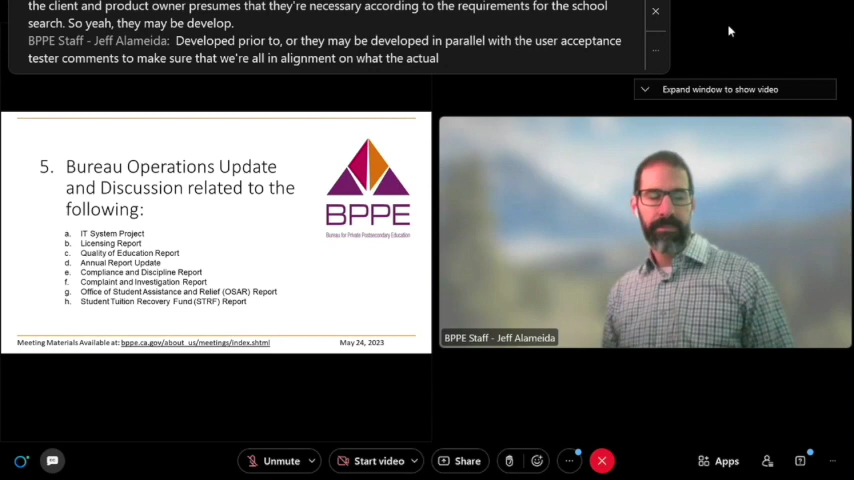 the client and product owner presumes that they're necessary according to the requirements for the school
search. So yeah, they may be develop.
BPPE Staff - Jeff Alameida: Developed prior to, or they may be developed in parallel with the user acceptance
tester comments to make sure that we're all in alignment on what the actual
Expand window to show video
5. Bureau Operations Update
and Discussion related to the
following:
a. IT System Project
b. Licensing Report
c. Quality of Education Report
d. Annual Report Update
e. Compliance and Discipline Report
f. Complaint and Investigation Report
g. Office of Student Assistance and Relief (OSAR) Report
h. Student Tuition Recovery Fund (STRF) Report
BPPE
Bureau for Private Postsecondary Education
Meeting Materials Available at: bppe.ca.gov/about_us/meetings/index.shtml May 24, 2023
BPPE Staff - Jeff Alameida
Unmute Start video Share Apps